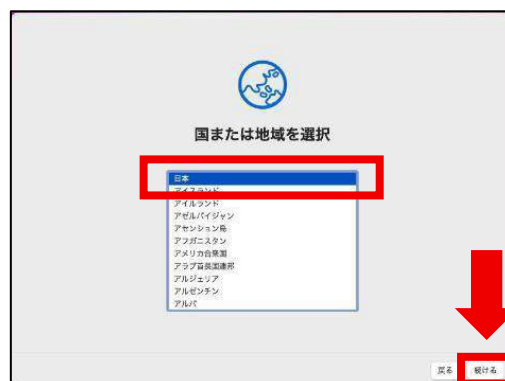 国または地域を選択
日本
アイスランド
アイルランド
アゼルバイジャン
アセンション島
アフガニスタン
アメリカ合衆国
アラブ首長国連邦
アルジェリア
アルゼンチン
アルバ
戻る
続ける